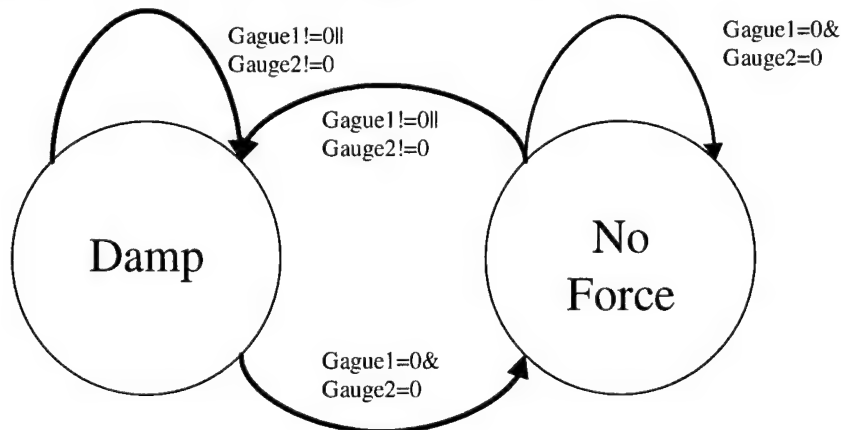 Gague1!=0||
Gauge2!=0
Gague1=0&
Gauge2=0
Gague1!=0||
Gauge2!=0
Damp
No
Force
Gague1=0&
Gauge2=0